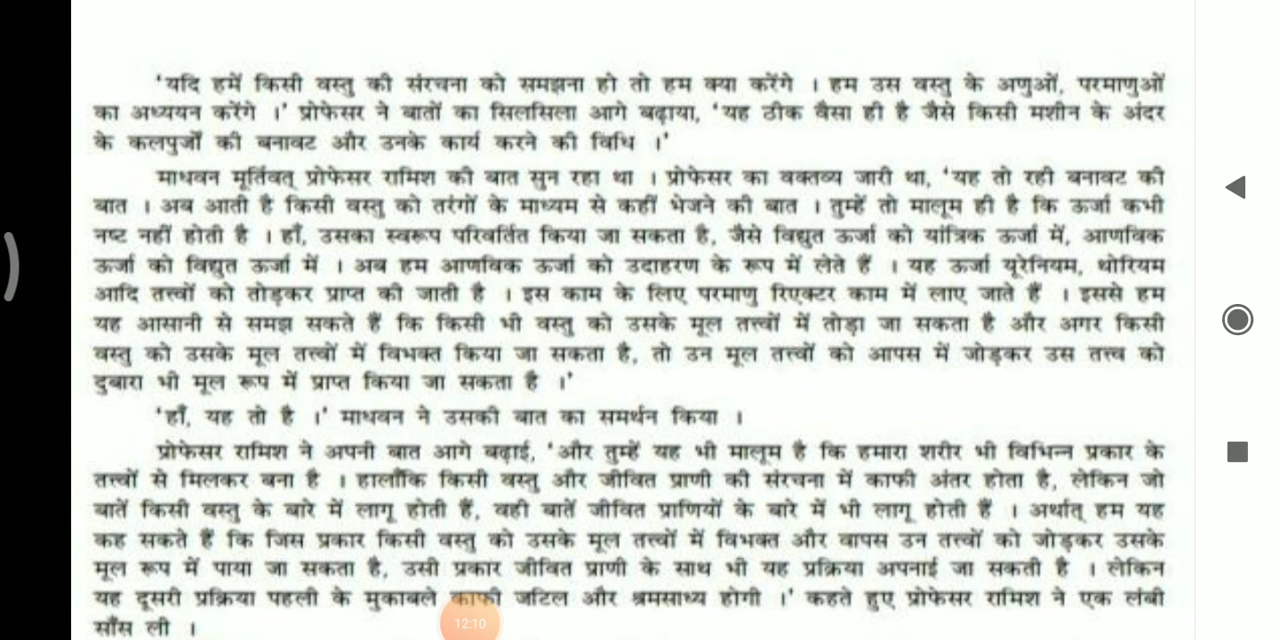 ‘यदि हमें किसी वस्तु की संरचना को समझना हो तो हम क्या करेंगे । हम उस वस्तु के अणुओं, परमाणुओं
का अध्ययन करेंगे ।’ प्रोफेसर ने बातों का सिलसिला आगे बढ़ाया, ‘यह ठीक वैसा ही है जैसे किसी मशीन के अंदर
के कलपुर्जों की बनावट और उनके कार्य करने की विधि ।’
माधवन मूर्तिवत् प्रोफेसर रामिश की बात सुन रहा था । प्रोफेसर का वक्तव्य जारी था, ‘यह तो रही बनावट की
बात । अब आती है किसी वस्तु को तरंगों के माध्यम से कहीं भेजने की बात । तुम्हें तो मालूम ही है कि ऊर्जा कभी
नष्ट नहीं होती है । हाँ, उसका स्वरूप परिवर्तित किया जा सकता है, जैसे विद्युत ऊर्जा को यांत्रिक ऊर्जा में, आणविक
ऊर्जा को विद्युत ऊर्जा में । अब हम आणविक ऊर्जा को उदाहरण के रूप में लेते हैं । यह ऊर्जा यूरेनियम, थोरियम
आदि तत्त्वों को तोड़कर प्राप्त की जाती है । इस काम के लिए परमाणु रिएक्टर काम में लाए जाते हैं । इससे हम
यह आसानी से समझ सकते हैं कि किसी भी वस्तु को उसके मूल तत्त्वों में तोड़ा जा सकता है और अगर किसी
वस्तु को उसके मूल तत्त्वों में विभक्त किया जा सकता है, तो उन मूल तत्त्वों को आपस में जोड़कर उस तत्त्व को
दुबारा भी मूल रूप में प्राप्त किया जा सकता है ।’
‘हाँ, यह तो है ।’ माधवन ने उसकी बात का समर्थन किया ।
प्रोफेसर रामिश ने अपनी बात आगे बढ़ाई, ‘और तुम्हें यह भी मालूम है कि हमारा शरीर भी विभिन्न प्रकार के
तत्त्वों से मिलकर बना है । हालाँकि किसी वस्तु और जीवित प्राणी की संरचना में काफी अंतर होता है, लेकिन जो
बातें किसी वस्तु के बारे में लागू होती हैं, वही बातें जीवित प्राणियों के बारे में भी लागू होती हैं । अर्थात् हम यह
कह सकते हैं कि जिस प्रकार किसी वस्तु को उसके मूल तत्त्वों में विभक्त और वापस उन तत्त्वों को जोड़कर उसके
मूल रूप में पाया जा सकता है, उसी प्रकार जीवित प्राणी के साथ भी यह प्रक्रिया अपनाई जा सकती है । लेकिन
यह दूसरी प्रक्रिया पहली के मुकाबले काफी जटिल और श्रमसाध्य होगी ।’ कहते हुए प्रोफेसर रामिश ने एक लंबी
साँस ली ।
12:10